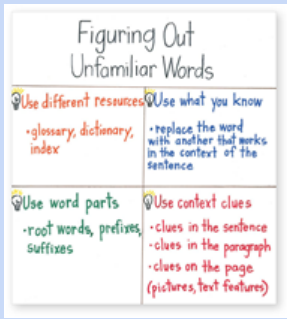 Figuring Out
Unfamiliar Words
Use different resources
• glossary, dictionary,
index
Use what you know
• replace the word
with another that works
in the context of the
sentence
Use word parts
• root words, prefixes,
suffixes
Use context clues
• clues in the sentence
• clues in the paragraph
• clues on the page
(pictures, text features)